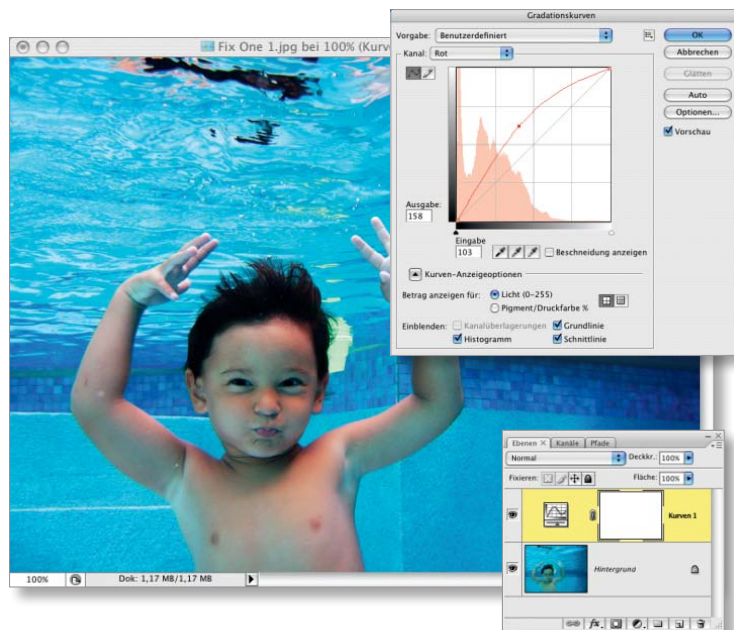 Gradationskurven
Fix One 1.jpg bei 100% (Kurv
Vorgabe: Benutzerdefiniert
OK
Kanal: Rot
Abbrechen
Glätten
Auto
Optionen...
Vorschau
Ausgabe:
158
Eingabe
103
Beschneidung anzeigen
Kurven-Anzeigeoptionen
Betrag anzeigen für: Licht (0–255)
Pigment/Druckfarbe %
Einblenden: Kanalüberlagerungen Grundlinie
Histogramm Schnittlinie
Ebenen × Kanäle Pfade
Normal Deckkr.: 100%
Fixieren: Fläche: 100%
Kurven 1
Hintergrund
100% Dok: 1,17 MB/1,17 MB
fx.